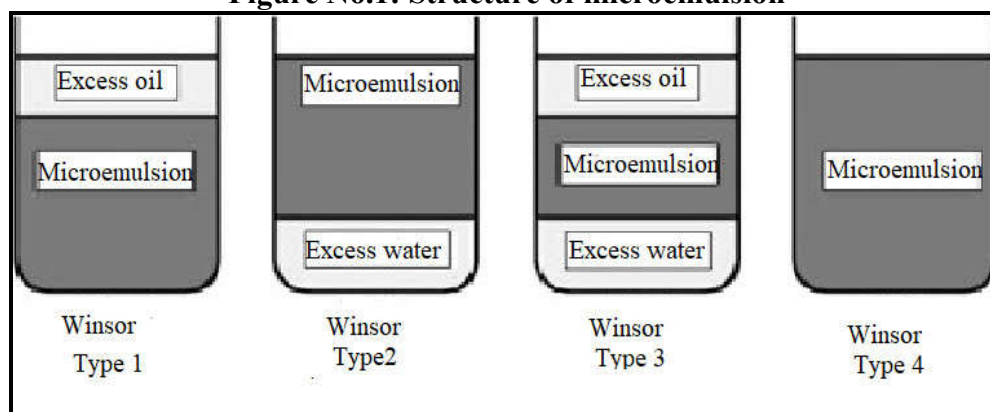 Figure No.1: Structure of microemulsion
Excess oil
Microemulsion
Winsor
Type 1
Microemulsion
Excess water
Winsor
Type2
Excess oil
Microemulsion
Excess water
Winsor
Type 3
Microemulsion
Winsor
Type 4